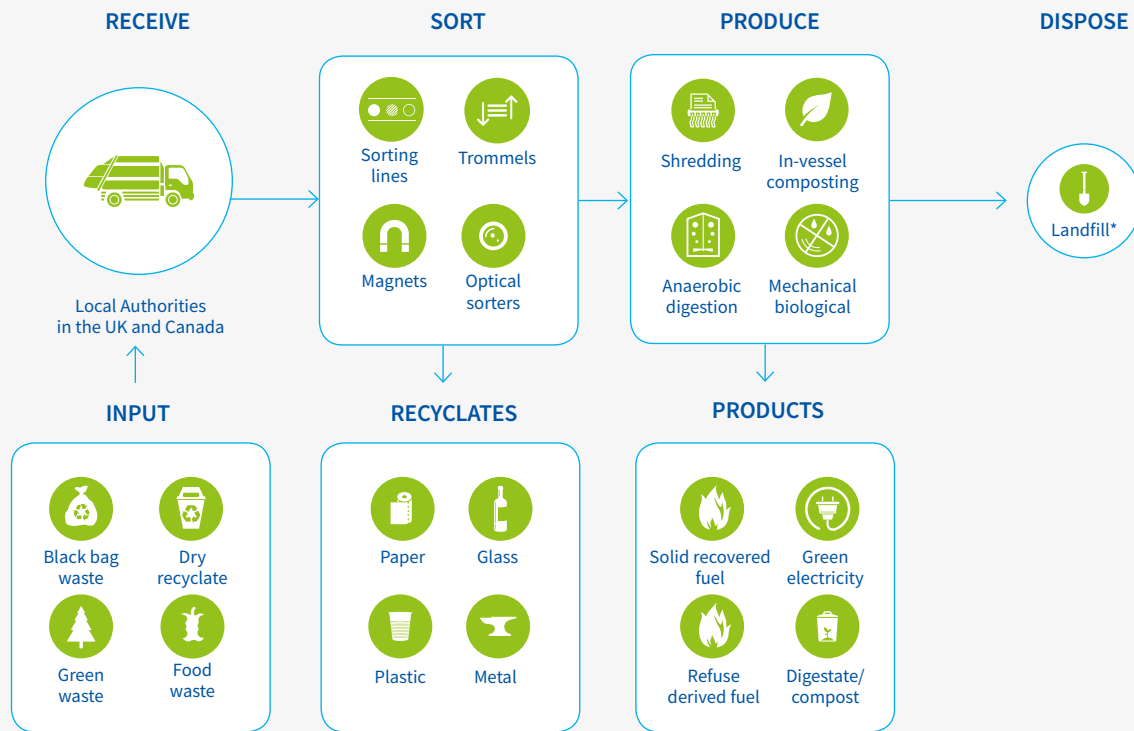 RECEIVE
SORT
PRODUCE
DISPOSE
Sorting
lines
Trommels
Magnets
Optical
sorters
Shredding
In-vessel
composting
Anaerobic
digestion
Mechanical
biological
Landfill*
Local Authorities
in the UK and Canada
INPUT
RECYCLATES
PRODUCTS
Black bag
waste
Dry
recyclate
Green
waste
Food
waste
Paper
Glass
Plastic
Metal
Solid recovered
fuel
Green
electricity
Refuse
derived fuel
Digestate/
compost